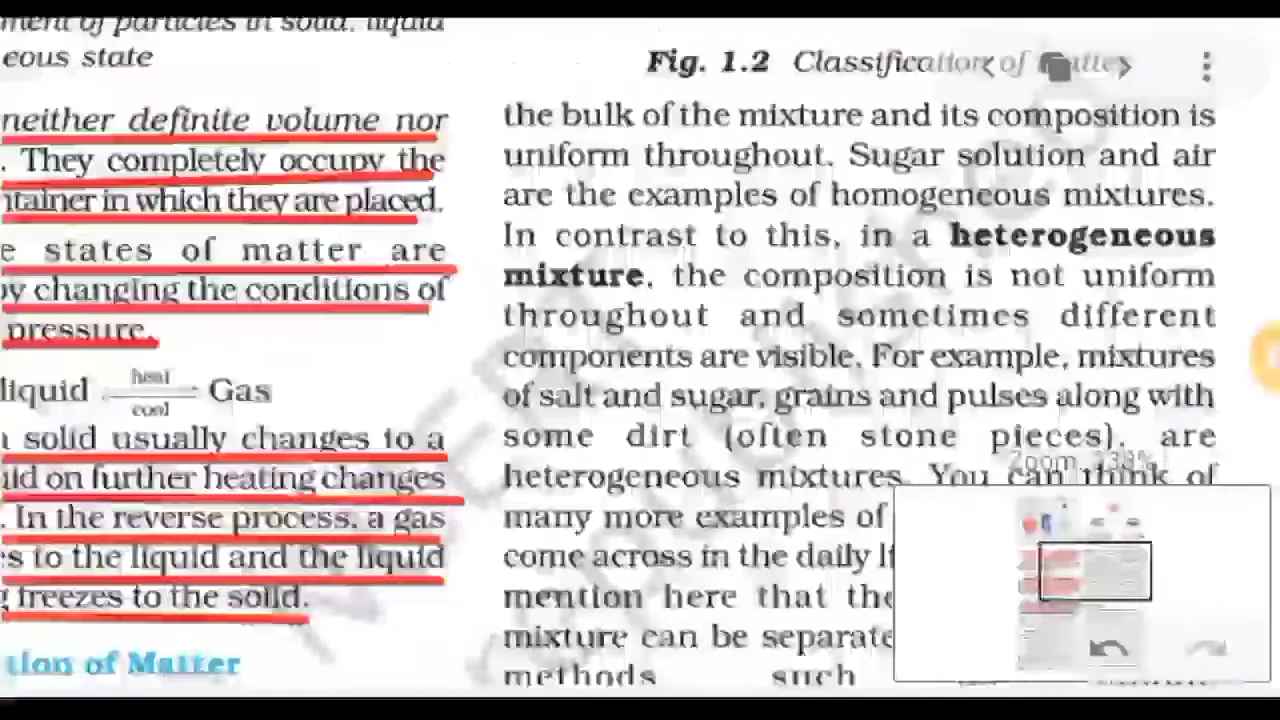 ment of particles in solid, liquid
eous state
neither definite volume nor
. They completely occupy the
ntainer in which they are placed.
e states of matter are
by changing the conditions of
pressure.
liquid heat cool Gas
a solid usually changes to a
uid on further heating changes
. In the reverse process, a gas
s to the liquid and the liquid
g freezes to the solid.
tion of Matter
Fig. 1.2 Classification of Matter
the bulk of the mixture and its composition is
uniform throughout. Sugar solution and air
are the examples of homogeneous mixtures.
In contrast to this, in a heterogeneous
mixture, the composition is not uniform
throughout and sometimes different
components are visible. For example, mixtures
of salt and sugar, grains and pulses along with
some dirt (often stone pieces), are
heterogeneous mixtures. You can think of
many more examples of
come across in the daily li
mention here that the
mixture can be separate
methods such